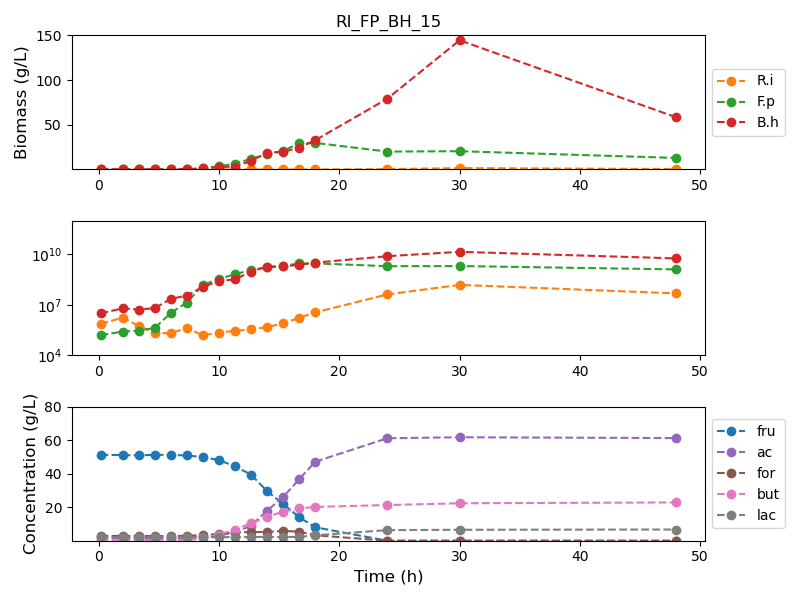 RI_FP_BH_15
Biomass (g/L)
150
100
50
0
10
20
30
40
50
R.i
F.p
B.h
10^10
10^7
10^4
0
10
20
30
40
50
Concentration (g/L)
80
60
40
20
0
10
20
30
40
50
Time (h)
fru
ac
for
but
lac